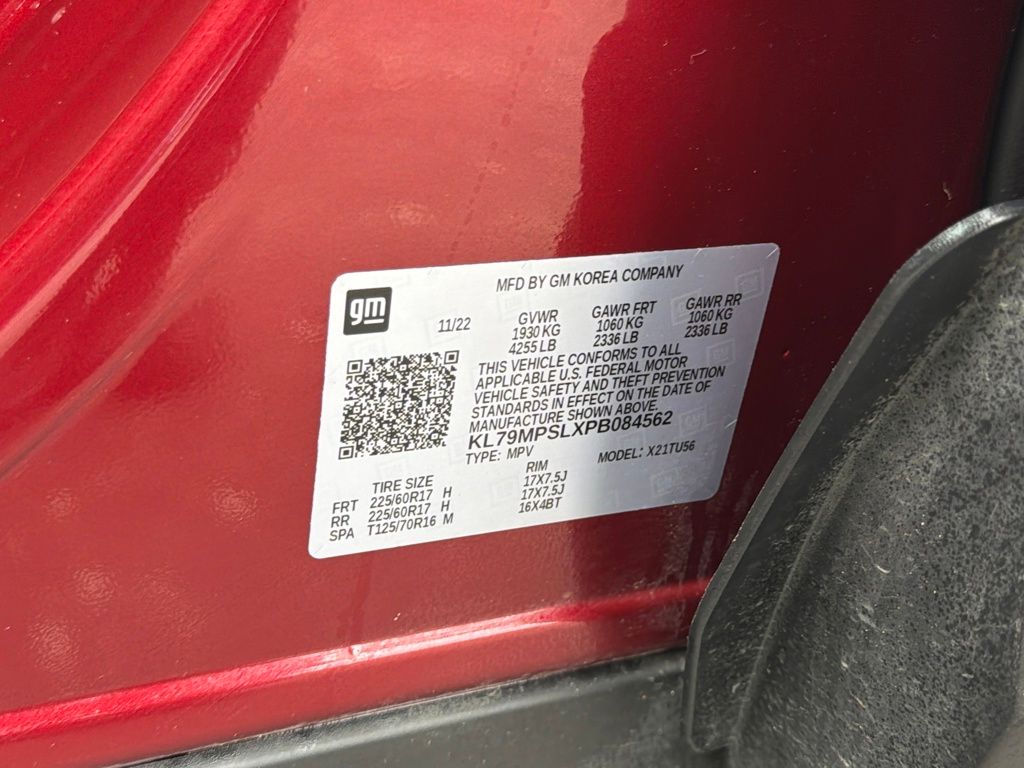 MFD BY GM KOREA COMPANY
gm
11/22
GVWR GAWR FRT GAWR RR
1930 KG 1060 KG 1060 KG
4255 LB 2336 LB 2336 LB
THIS VEHICLE CONFORMS TO ALL
APPLICABLE U.S. FEDERAL MOTOR
VEHICLE SAFETY AND THEFT PREVENTION
STANDARDS IN EFFECT ON THE DATE OF
MANUFACTURE SHOWN ABOVE.
KL79MPSLXPB084562
TYPE: MPV MODEL: X21TU56
TIRE SIZE RIM
FRT 225/60R17 H 17X7.5J
RR 225/60R17 H 17X7.5J
SPA T125/70R16 M 16X4BT